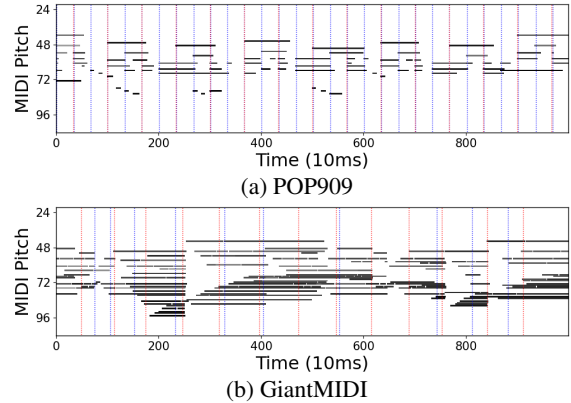 24
48
72
96
MIDI Pitch
0 200 400 600 800
Time (10ms)
(a) POP909
24
48
72
96
MIDI Pitch
0 200 400 600 800
Time (10ms)
(b) GiantMIDI